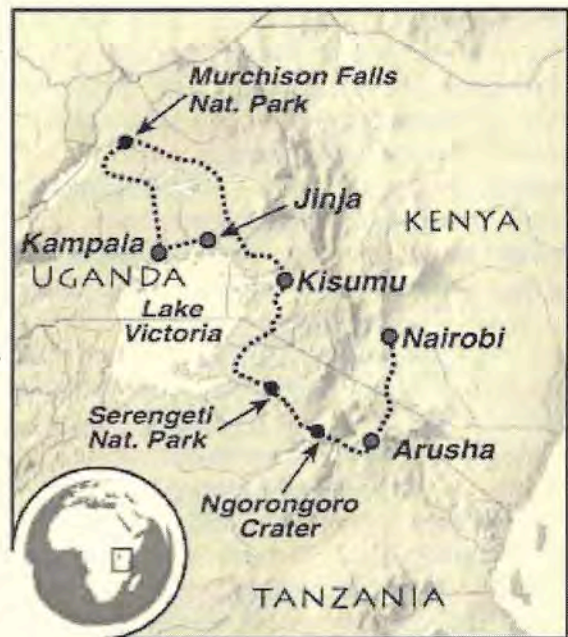 Murchison Falls
Nat. Park
Jinja
KENYA
Kampala
UGANDA
Kisumu
Lake
Victoria
Nairobi
Serengeti
Nat. Park
Arusha
Ngorongoro
Crater
TANZANIA